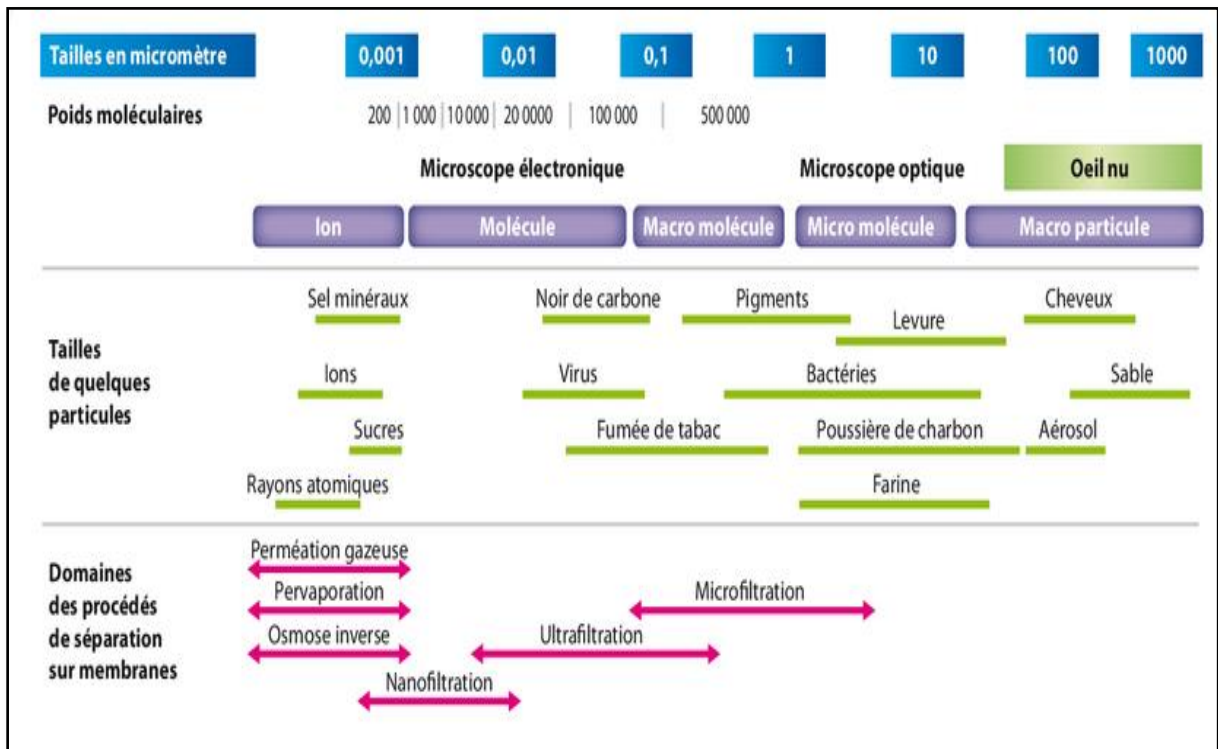 Tailles en micromètre 0,001 0,01 0,1 1 10 100 1000
Poids moléculaires 200 | 1 000 | 10 000 | 20 0000 | 100 000 | 500 000
Microscope électronique Microscope optique Oeil nu
Ion Molécule Macro molécule Micro molécule Macro particule
Tailles
de quelques
particules
Sel minéraux Noir de carbone Pigments Cheveux
Levure
Ions Virus Bactéries Sable
Sucres Fumée de tabac Poussière de charbon Aérosol
Rayons atomiques Farine
Domaines
des procédés
de séparation
sur membranes
Perméation gazeuse
Pervaporation Microfiltration
Osmose inverse Ultrafiltration
Nanofiltration